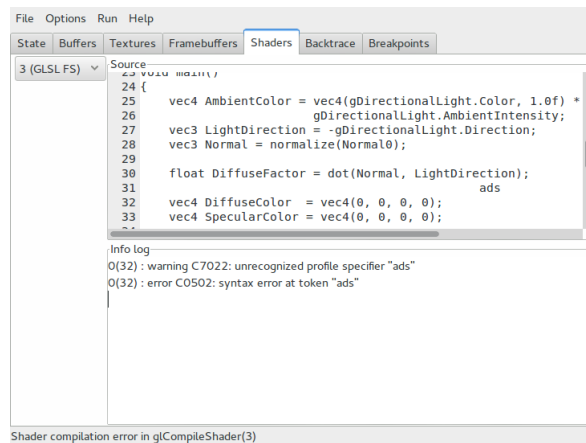 File Options Run Help
State Buffers Textures Framebuffers Shaders Backtrace Breakpoints
3 (GLSL FS)
Source
23 void main()
24 {
25 vec4 AmbientColor = vec4(gDirectionalLight.Color, 1.0f) *
26 gDirectionalLight.AmbientIntensity;
27 vec3 LightDirection = -gDirectionalLight.Direction;
28 vec3 Normal = normalize(Normal0);
29
30 float DiffuseFactor = dot(Normal, LightDirection);
31 ads
32 vec4 DiffuseColor  = vec4(0, 0, 0, 0);
33 vec4 SpecularColor = vec4(0, 0, 0, 0);
Info log
0(32) : warning C7022: unrecognized profile specifier "ads"
0(32) : error C0502: syntax error at token "ads"
Shader compilation error in glCompileShader(3)